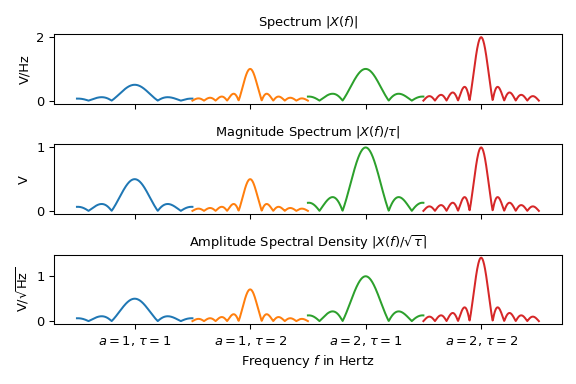 Spectrum |X(f)|
2
V/Hz
0
Magnitude Spectrum |X(f)/τ|
1
V
0
Amplitude Spectral Density |X(f)/√τ|
1
V/√Hz
0
a = 1, τ = 1 a = 1, τ = 2 a = 2, τ = 1 a = 2, τ = 2
Frequency f in Hertz